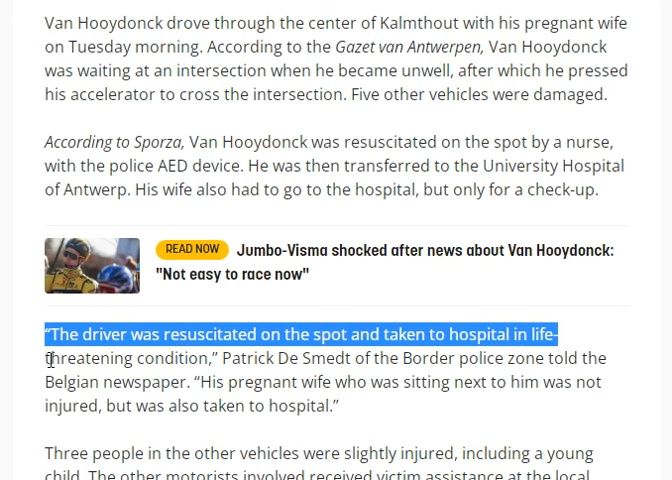 Van Hooydonck drove through the center of Kalmthout with his pregnant wife
on Tuesday morning. According to the Gazet van Antwerpen, Van Hooydonck
was waiting at an intersection when he became unwell, after which he pressed
his accelerator to cross the intersection. Five other vehicles were damaged.
According to Sporza, Van Hooydonck was resuscitated on the spot by a nurse,
with the police AED device. He was then transferred to the University Hospital
of Antwerp. His wife also had to go to the hospital, but only for a check-up.
READ NOW Jumbo-Visma shocked after news about Van Hooydonck:
"Not easy to race now"
“The driver was resuscitated on the spot and taken to hospital in life-
threatening condition,” Patrick De Smedt of the Border police zone told the
Belgian newspaper. “His pregnant wife who was sitting next to him was not
injured, but was also taken to hospital.”
Three people in the other vehicles were slightly injured, including a young
child. The other motorists involved received victim assistance at the local